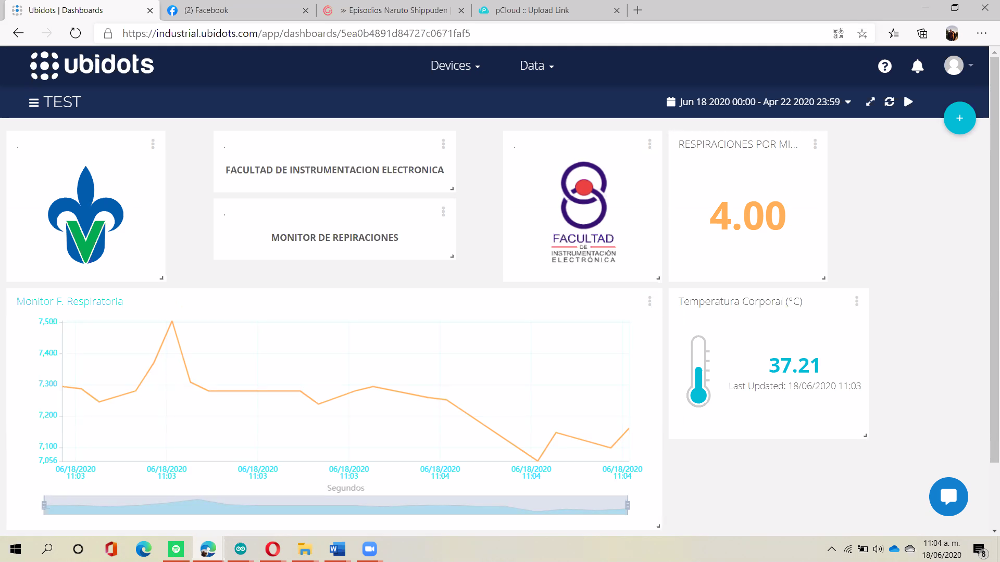 Ubidots | Dashboards
(2) Facebook
≫ Episodios Naruto Shippuden |
pCloud :: Upload Link
https://industrial.ubidots.com/app/dashboards/5ea0b4891d84727c0671faf5
ubidots
Devices
Data
TEST
Jun 18 2020 00:00 - Apr 22 2020 23:59
+
.
.
FACULTAD DE INSTRUMENTACION ELECTRONICA
.
MONITOR DE REPIRACIONES
.
FACULTAD
DE
INSTRUMENTACIÓN
ELECTRÓNICA
RESPIRACIONES POR MI...
4.00
Monitor F. Respiratoria
7,500
7,400
7,300
7,200
7,100
7,056
06/18/2020 11:03
06/18/2020 11:03
06/18/2020 11:03
06/18/2020 11:03
06/18/2020 11:04
06/18/2020 11:04
06/18/2020 11:04
Segundos
Temperatura Corporal (°C)
37.21
Last Updated: 18/06/2020 11:03
11:04 a. m.
18/06/2020
8